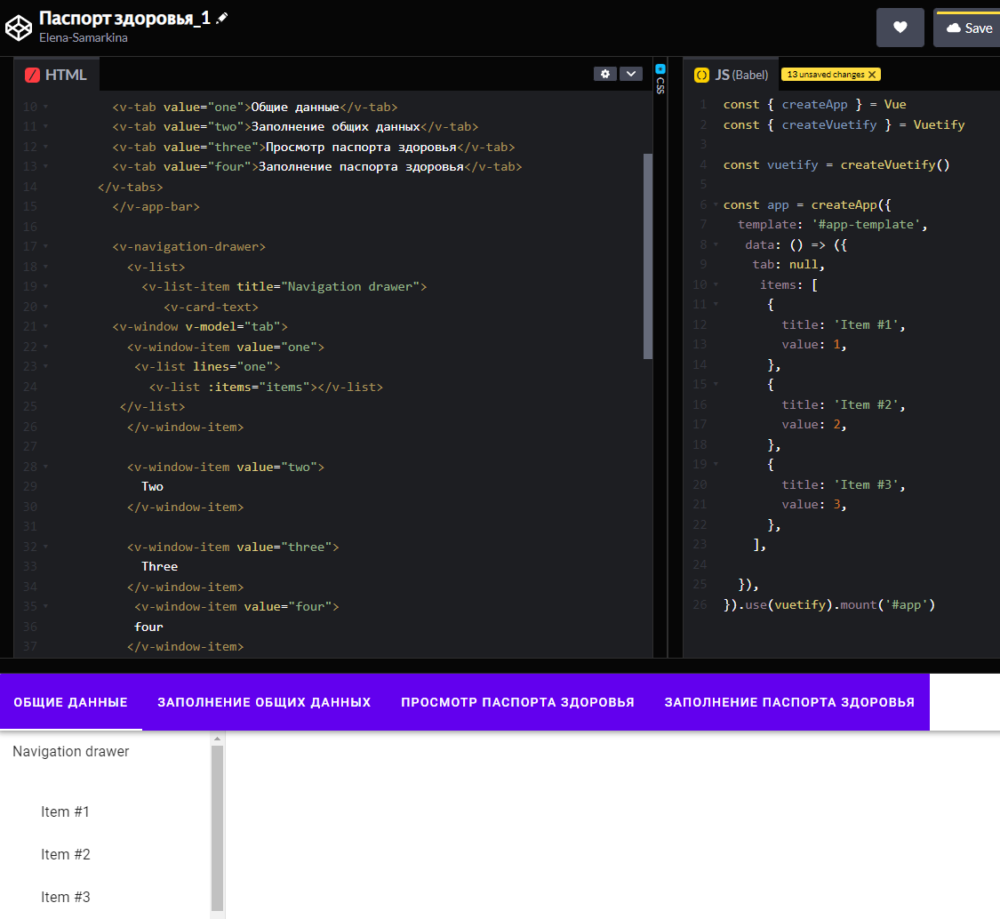 Паспорт здоровья_1
Elena-Samarkina
Save
HTML
CSS
JS (Babel)
13 unsaved changes X
10 <v-tab value="one">Общие данные</v-tab>
11 <v-tab value="two">Заполнение общих данных</v-tab>
12 <v-tab value="three">Просмотр паспорта здоровья</v-tab>
13 <v-tab value="four">Заполнение паспорта здоровья</v-tab>
14 </v-tabs>
15 </v-app-bar>
16
17 <v-navigation-drawer>
18 <v-list>
19 <v-list-item title="Navigation drawer">
20 <v-card-text>
21 <v-window v-model="tab">
22 <v-window-item value="one">
23 <v-list lines="one">
24 <v-list :items="items"></v-list>
25 </v-list>
26 </v-window-item>
27
28 <v-window-item value="two">
29 Two
30 </v-window-item>
31
32 <v-window-item value="three">
33 Three
34 </v-window-item>
35 <v-window-item value="four">
36 four
37 </v-window-item>
1 const { createApp } = Vue
2 const { createVuetify } = Vuetify
3
4 const vuetify = createVuetify()
5
6 const app = createApp({
7 template: '#app-template',
8 data: () => ({
9 tab: null,
10 items: [
11 {
12 title: 'Item #1',
13 value: 1,
14 },
15 {
16 title: 'Item #2',
17 value: 2,
18 },
19 {
20 title: 'Item #3',
21 value: 3,
22 },
23 ],
24
25 }),
26 }).use(vuetify).mount('#app')
ОБЩИЕ ДАННЫЕ
ЗАПОЛНЕНИЕ ОБЩИХ ДАННЫХ
ПРОСМОТР ПАСПОРТА ЗДОРОВЬЯ
ЗАПОЛНЕНИЕ ПАСПОРТА ЗДОРОВЬЯ
Navigation drawer
Item #1
Item #2
Item #3